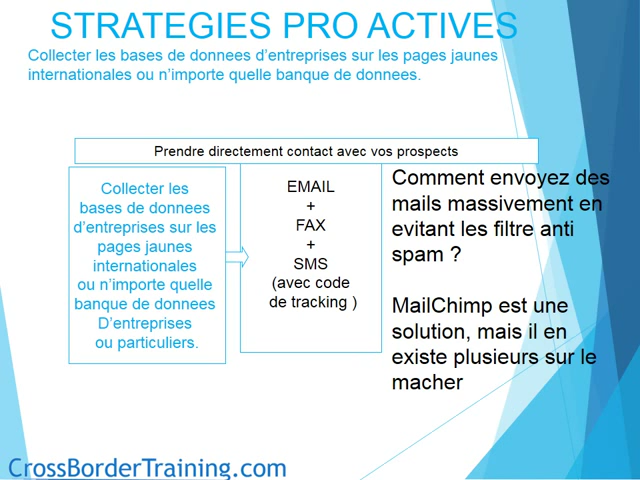 STRATEGIES PRO ACTIVES
Collecter les bases de donnees d’entreprises sur les pages jaunes
internationales ou n’importe quelle banque de donnees.
Prendre directement contact avec vos prospects
Collecter les
bases de donnees
d’entreprises sur les
pages jaunes
internationales
ou n’importe quelle
banque de donnees
D’entreprises
ou particuliers.
EMAIL
+
FAX
+
SMS
(avec code
de tracking )
Comment envoyez des
mails massivement en
evitant les filtre anti
spam ?
MailChimp est une
solution, mais il en
existe plusieurs sur le
macher
CrossBorderTraining.com